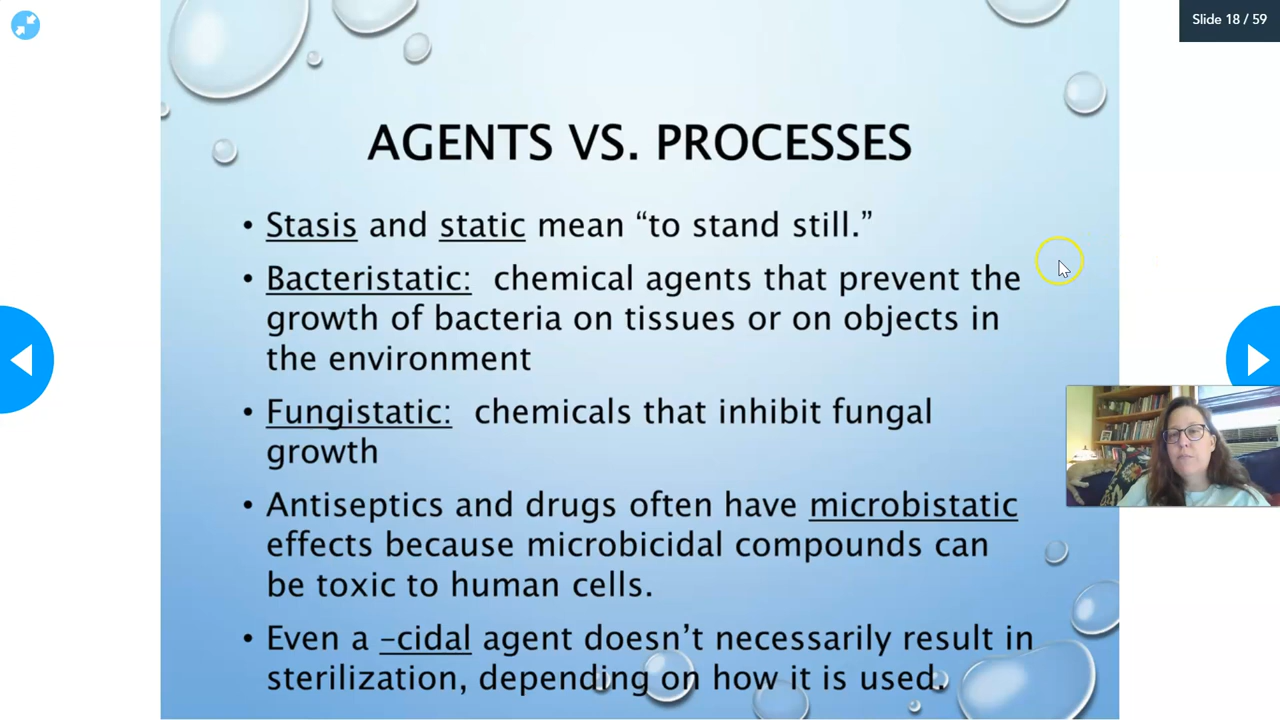 Slide 18 / 59
AGENTS VS. PROCESSES
• Stasis and static mean “to stand still.”
• Bacteristatic: chemical agents that prevent the
growth of bacteria on tissues or on objects in
the environment
• Fungistatic: chemicals that inhibit fungal
growth
• Antiseptics and drugs often have microbistatic
effects because microbicidal compounds can
be toxic to human cells.
• Even a –cidal agent doesn’t necessarily result in
sterilization, depending on how it is used.